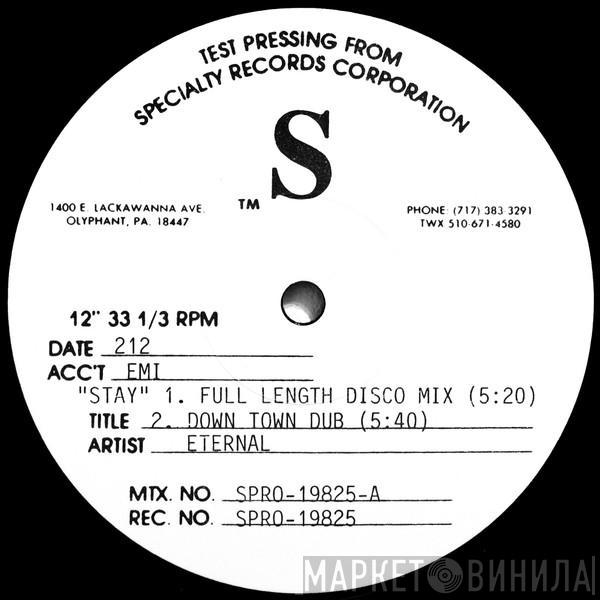 TEST PRESSING FROM
SPECIALTY RECORDS CORPORATION
S
TM
1400 E. LACKAWANNA AVE.
OLYPHANT, PA. 18447
PHONE: (717) 383-3291
TWX 510-671-4580
12" 33 1/3 RPM
DATE 212
ACC'T EMI
"STAY" 1. FULL LENGTH DISCO MIX (5:20)
TITLE 2. DOWN TOWN DUB (5:40)
ARTIST ETERNAL
MTX. NO. SPRO-19825-A
REC. NO. SPRO-19825
МАРКЕТ ВИНИЛА